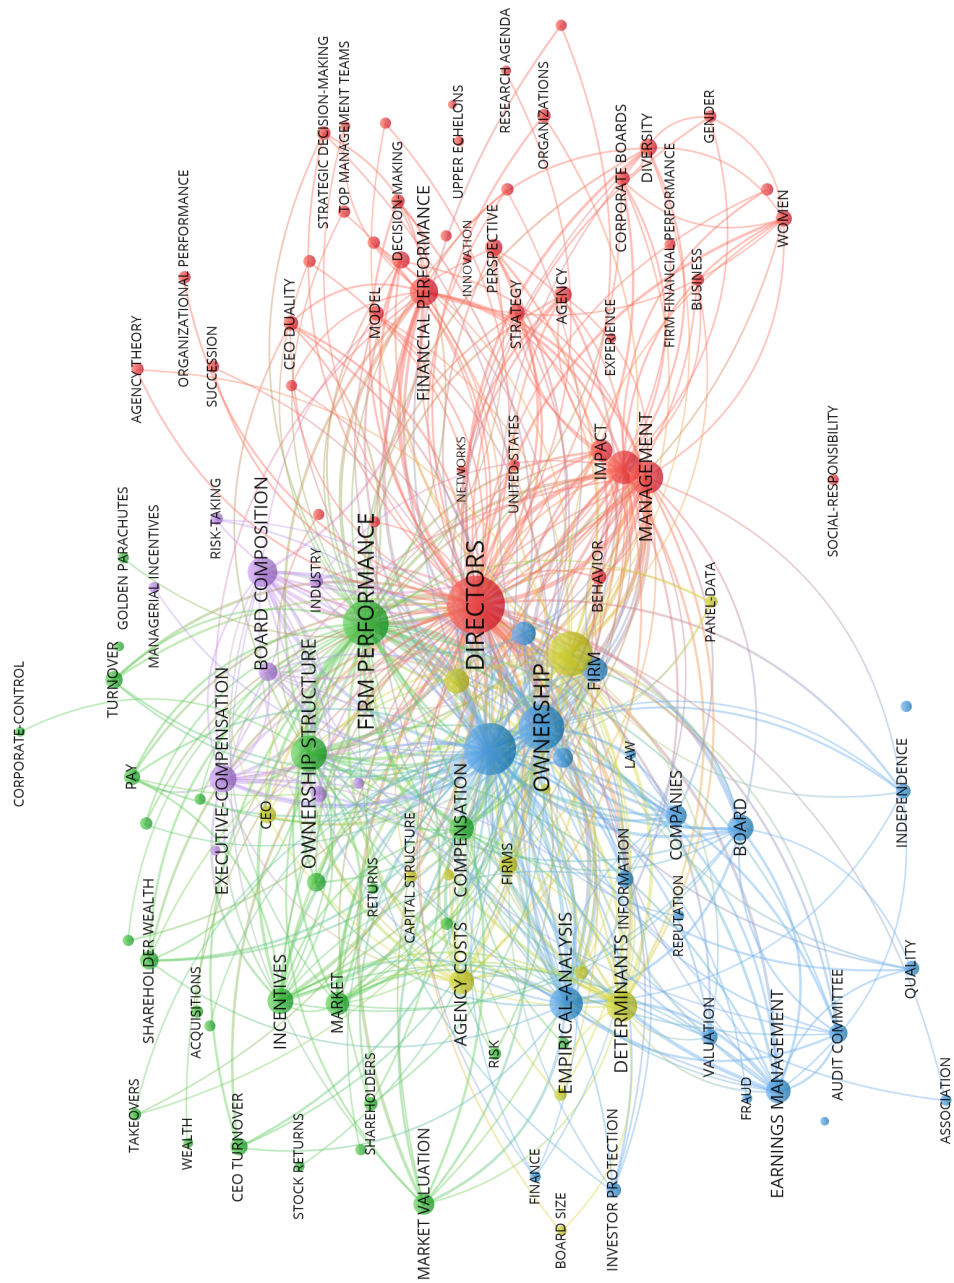 CORPORATE-CONTROL
TAKEOVERS
SHAREHOLDER WEALTH
PAY
TURNOVER
GOLDEN PARACHUTES
MANAGERIAL INCENTIVES
AGENCY THEORY
ORGANIZATIONAL PERFORMANCE
SUCCESSION
WEALTH
ACQUISITIONS
EXECUTIVE-COMPENSATION
RISK-TAKING
CEO TURNOVER
INCENTIVES
CEO
BOARD COMPOSITION
CEO DUALITY
STOCK RETURNS
MARKET
OWNERSHIP STRUCTURE
INDUSTRY
STRATEGIC DECISION-MAKING
TOP MANAGEMENT TEAMS
SHAREHOLDERS
RETURNS
FIRM PERFORMANCE
MODEL
DECISION-MAKING
MARKET VALUATION
CAPITAL STRUCTURE
FINANCIAL PERFORMANCE
AGENCY COSTS
COMPENSATION
NETWORKS
INNOVATION
UPPER ECHELONS
DIRECTORS
PERSPECTIVE
RISK
FIRMS
UNITED-STATES
STRATEGY
RESEARCH AGENDA
FINANCE
OWNERSHIP
ORGANIZATIONS
BOARD SIZE
EMPIRICAL-ANALYSIS
AGENCY
FIRM
BEHAVIOR
IMPACT
EXPERIENCE
INVESTOR PROTECTION
DETERMINANTS
INFORMATION
LAW
MANAGEMENT
CORPORATE BOARDS
DIVERSITY
REPUTATION
COMPANIES
FIRM FINANCIAL PERFORMANCE
BUSINESS
VALUATION
PANEL-DATA
GENDER
FRAUD
BOARD
EARNINGS MANAGEMENT
WOMEN
AUDIT COMMITTEE
SOCIAL-RESPONSIBILITY
QUALITY
INDEPENDENCE
ASSOCIATION